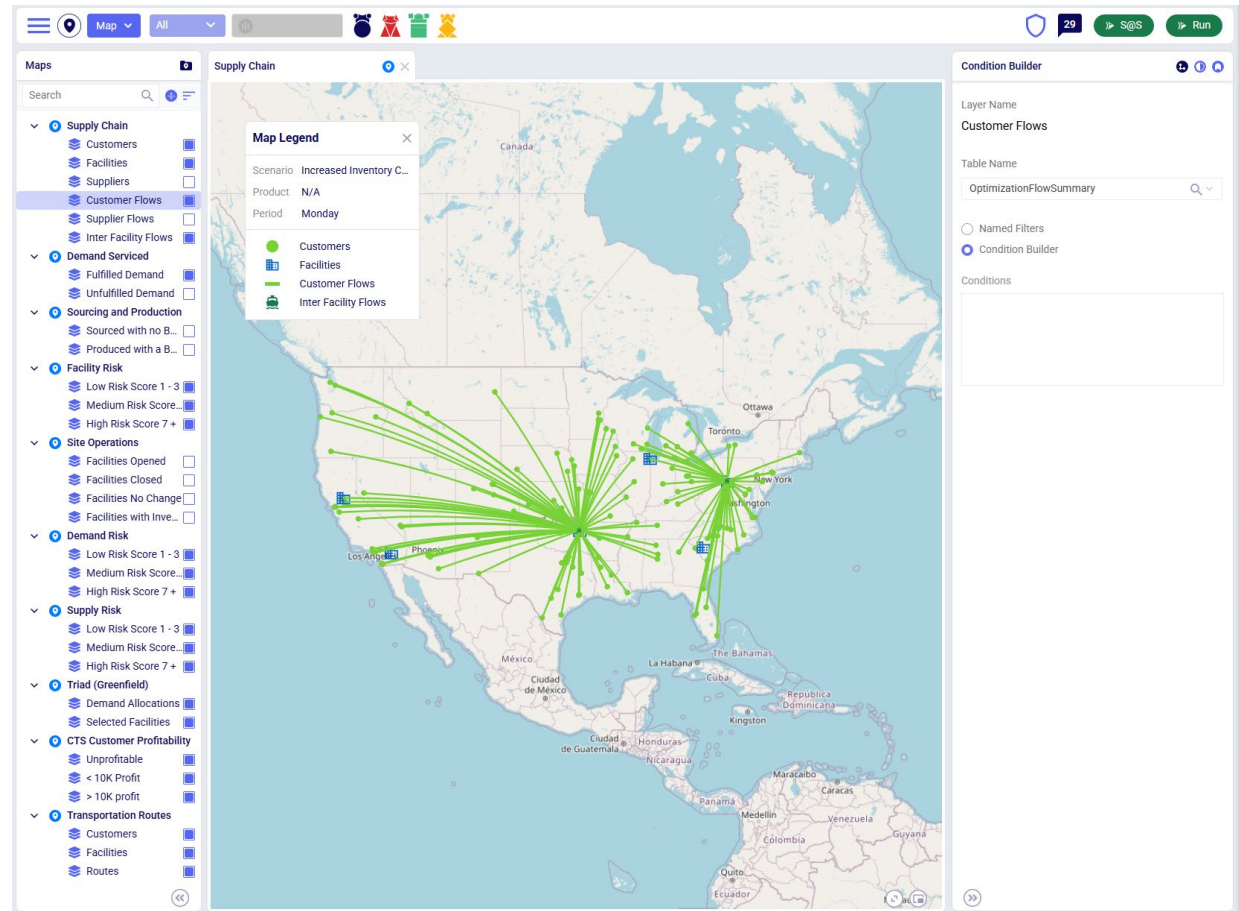 Map
All
29
S@S
Run
Maps
Search
Supply Chain
Customers
Facilities
Suppliers
Customer Flows
Supplier Flows
Inter Facility Flows
Demand Serviced
Fulfilled Demand
Unfulfilled Demand
Sourcing and Production
Sourced with no B...
Produced with a B...
Facility Risk
Low Risk Score 1 - 3
Medium Risk Score...
High Risk Score 7 +
Site Operations
Facilities Opened
Facilities Closed
Facilities No Change
Facilities with Inve...
Demand Risk
Low Risk Score 1 - 3
Medium Risk Score...
High Risk Score 7 +
Supply Risk
Low Risk Score 1 - 3
Medium Risk Score...
High Risk Score 7 +
Triad (Greenfield)
Demand Allocations
Selected Facilities
CTS Customer Profitability
Unprofitable
< 10K Profit
> 10K profit
Transportation Routes
Customers
Facilities
Routes
Supply Chain
Map Legend
Scenario Increased Inventory C...
Product N/A
Period Monday
Customers
Facilities
Customer Flows
Inter Facility Flows
Canada
Ottawa
Toronto
New York
Washington
Los Angeles
Phoenix
México
Ciudad
de México
La Habana
The Bahamas
Cuba
República
Dominicana
Kingston
Ciudad
de Guatemala
Honduras
Nicaragua
Maracaibo
Caracas
Panamá
Medellín
Venezuela
Guyana
Colombia
Quito
Ecuador
Condition Builder
Layer Name
Customer Flows
Table Name
OptimizationFlowSummary
Named Filters
Condition Builder
Conditions